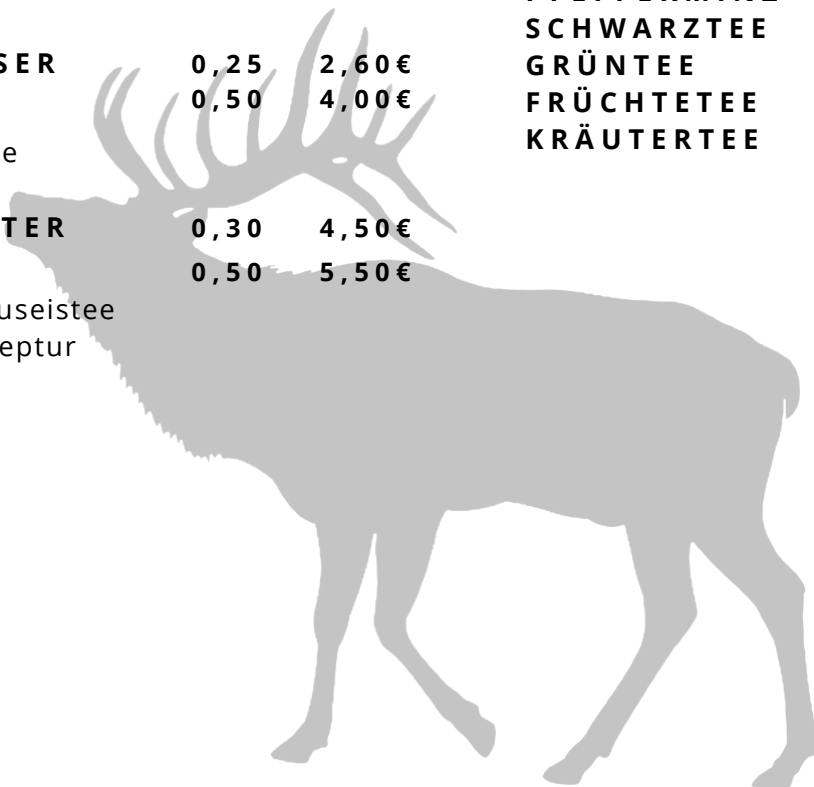 SER 0,25 2,60€
0,50 4,00€
e
TER 0,30 4,50€
0,50 5,50€
useistee
eptur
SCHWARZTEE
GRÜNTEE
FRÜCHTETEE
KRÄUTERTEE